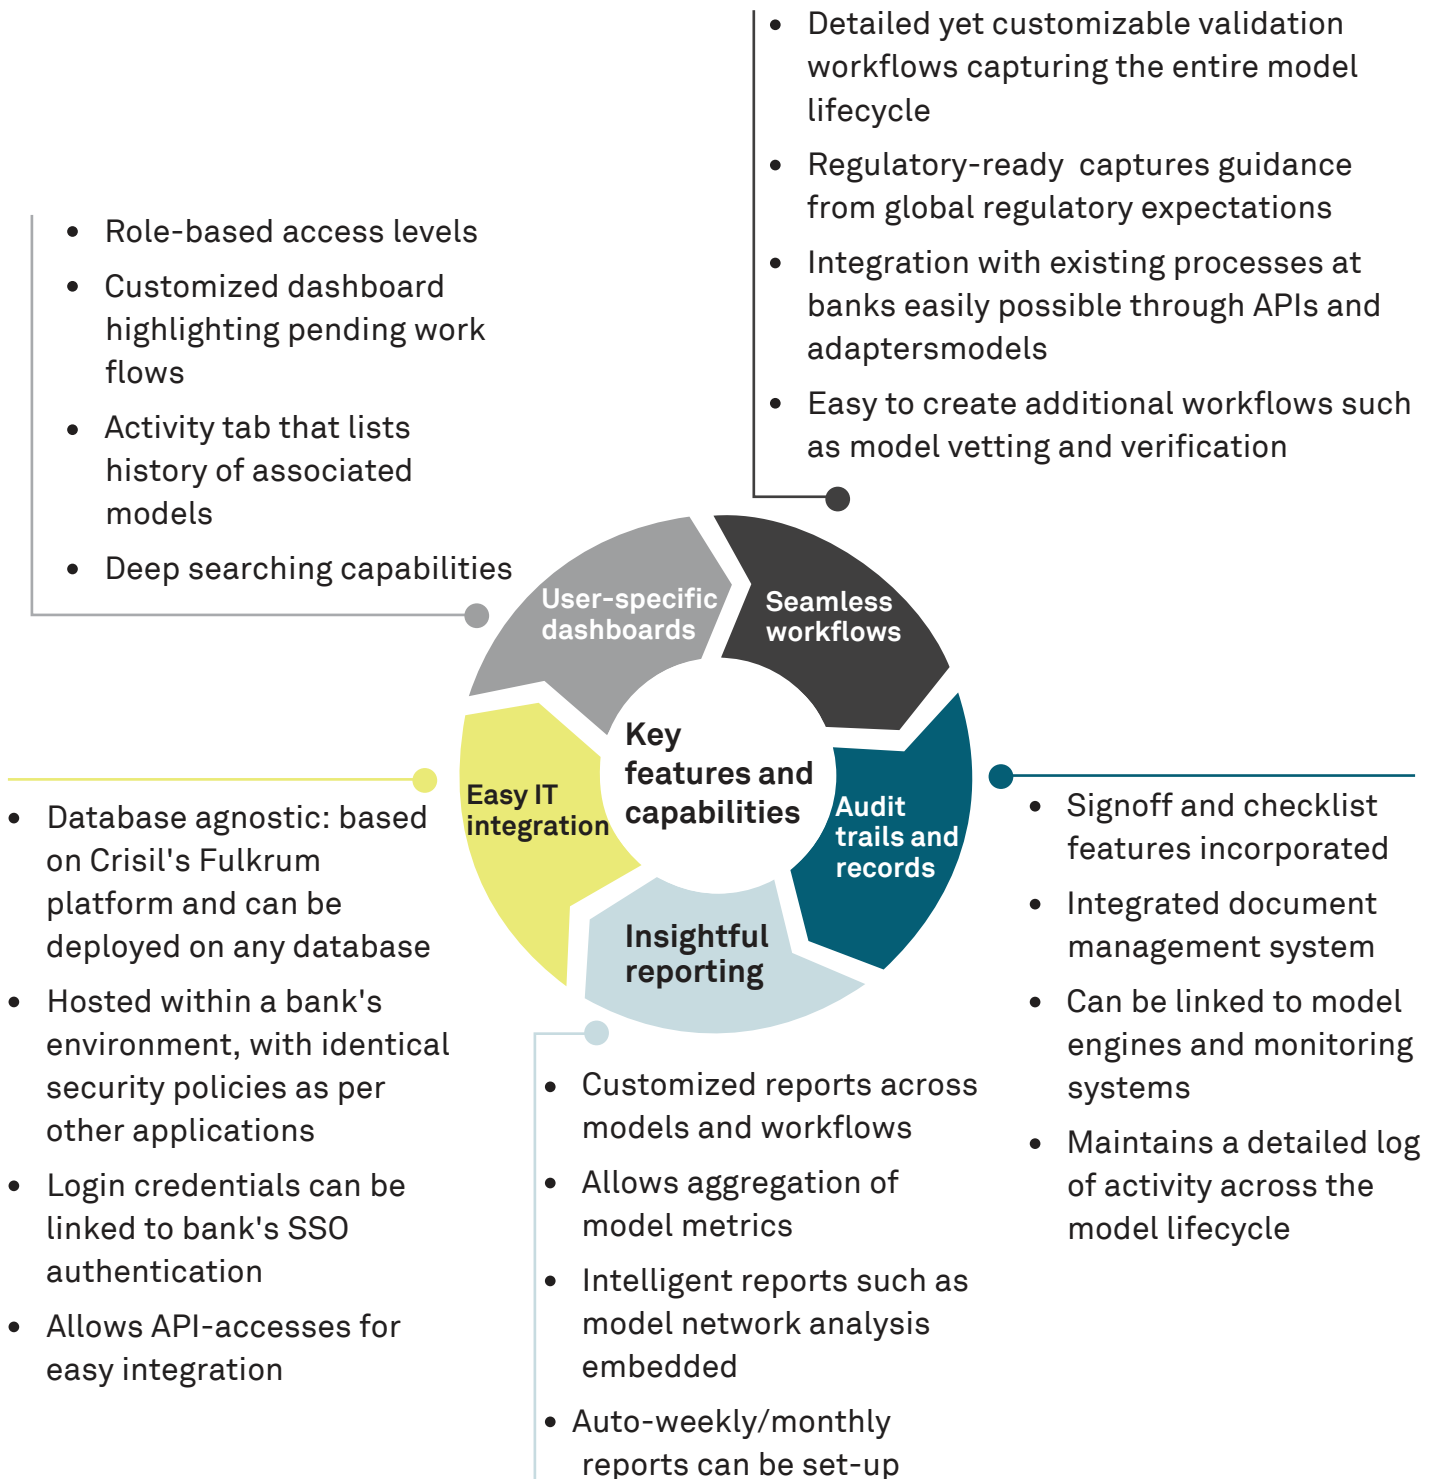 Detailed yet customizable validation
workflows capturing the entire model
lifecycle
Regulatory-ready  captures guidance
from global regulatory expectations
Integration with existing processes at
banks easily possible through APIs and
adaptersmodels
Easy to create additional workflows such
as model vetting and verification
Role-based access levels
Customized dashboard
highlighting pending work
flows
Activity tab that lists
history of associated
models
Deep searching capabilities
User-specific
dashboards
Seamless
workflows
Key
features and
capabilities
Easy IT
integration
Audit
trails and
records
Insightful
reporting
Database agnostic: based
on Crisil's Fulkrum
platform and can be
deployed on any database
Hosted within a bank's
environment, with identical
security policies as per
other applications
Login credentials can be
linked to bank's SSO
authentication
Allows API-accesses for
easy integration
Customized reports across
models and workflows
Allows aggregation of
model metrics
Intelligent reports such as
model network analysis
embedded
Auto-weekly/monthly
reports can be set-up
Signoff and checklist
features incorporated
Integrated document
management system
Can be linked to model
engines and monitoring
systems
Maintains a detailed log
of activity across the
model lifecycle